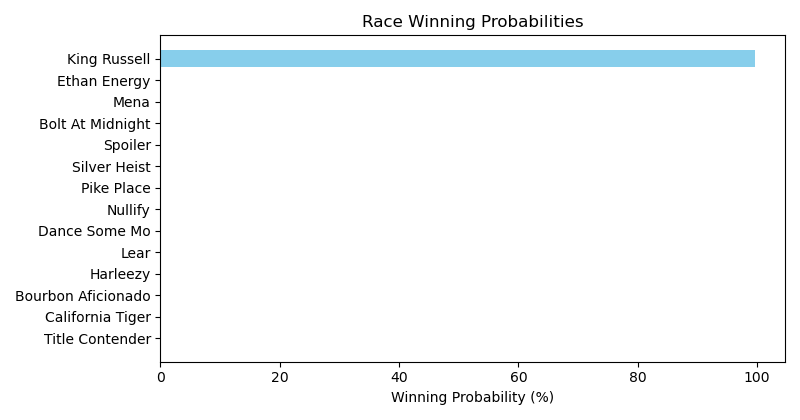 Race Winning Probabilities
King Russell
Ethan Energy
Mena
Bolt At Midnight
Spoiler
Silver Heist
Pike Place
Nullify
Dance Some Mo
Lear
Harleezy
Bourbon Aficionado
California Tiger
Title Contender
0 20 40 60 80 100
Winning Probability (%)